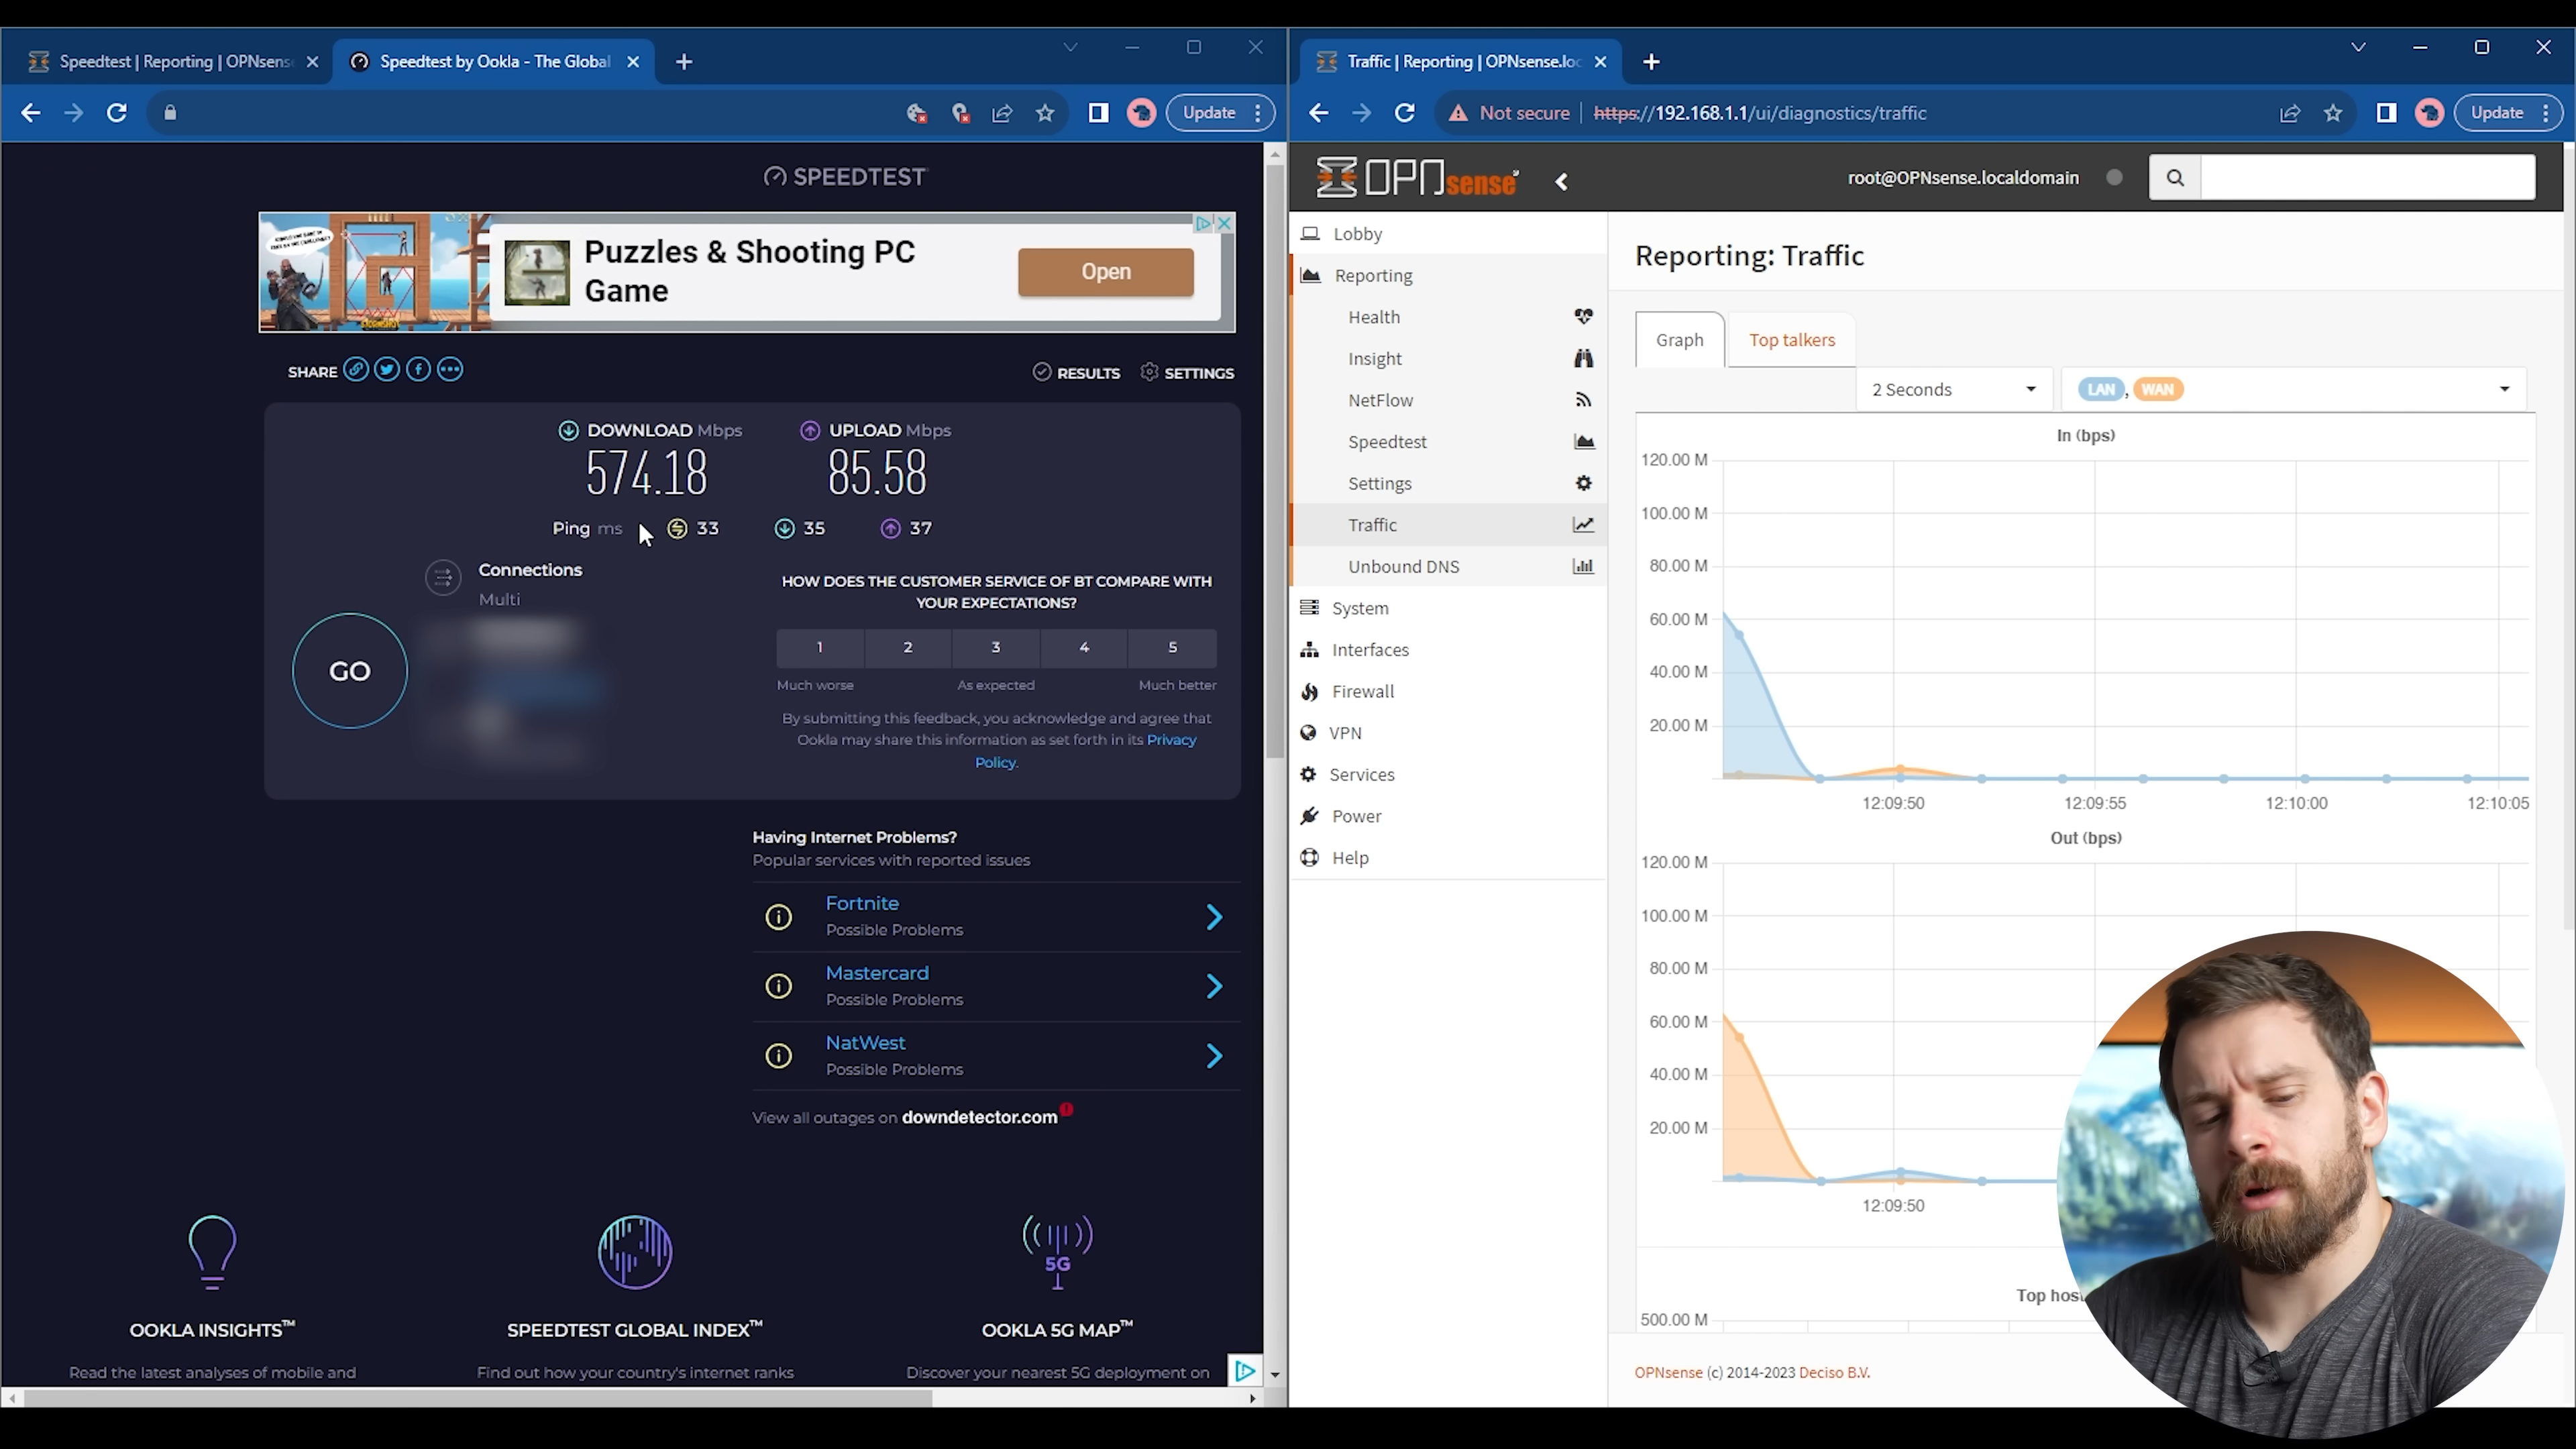 Speedtest | Reporting | OPNsens
Speedtest by Ookla - The Global
Update
SPEEDTEST
Puzzles & Shooting PC
Game
Open
SHARE
RESULTS
SETTINGS
DOWNLOAD Mbps
UPLOAD Mbps
574.18
85.58
Ping ms
33
35
37
Connections
Multi
GO
HOW DOES THE CUSTOMER SERVICE OF BT COMPARE WITH
YOUR EXPECTATIONS?
1
2
3
4
5
Much worse
As expected
Much better
By submitting this feedback, you acknowledge and agree that
Ookla may share this information as set forth in its Privacy
Policy.
Having Internet Problems?
Popular services with reported issues
Fortnite
Possible Problems
Mastercard
Possible Problems
NatWest
Possible Problems
View all outages on downdetector.com
5G
OOKLA INSIGHTS™
SPEEDTEST GLOBAL INDEX™
OOKLA 5G MAP™
Read the latest analyses of mobile and
Find out how your country's internet ranks
Discover your nearest 5G deployment on
Traffic | Reporting | OPNsense.loc
Not secure
https://192.168.1.1/ui/diagnostics/traffic
Update
OPNsense
root@OPNsense.localdomain
Lobby
Reporting
Health
Insight
NetFlow
Speedtest
Settings
Traffic
Unbound DNS
System
Interfaces
Firewall
VPN
Services
Power
Help
Reporting: Traffic
Graph
Top talkers
2 Seconds
LAN, WAN
In (bps)
120.00 M
100.00 M
80.00 M
60.00 M
40.00 M
20.00 M
12:09:50
12:09:55
12:10:00
12:10:05
Out (bps)
120.00 M
100.00 M
80.00 M
60.00 M
40.00 M
20.00 M
12:09:50
Top hos
500.00 M
OPNsense (c) 2014-2023 Deciso B.V.